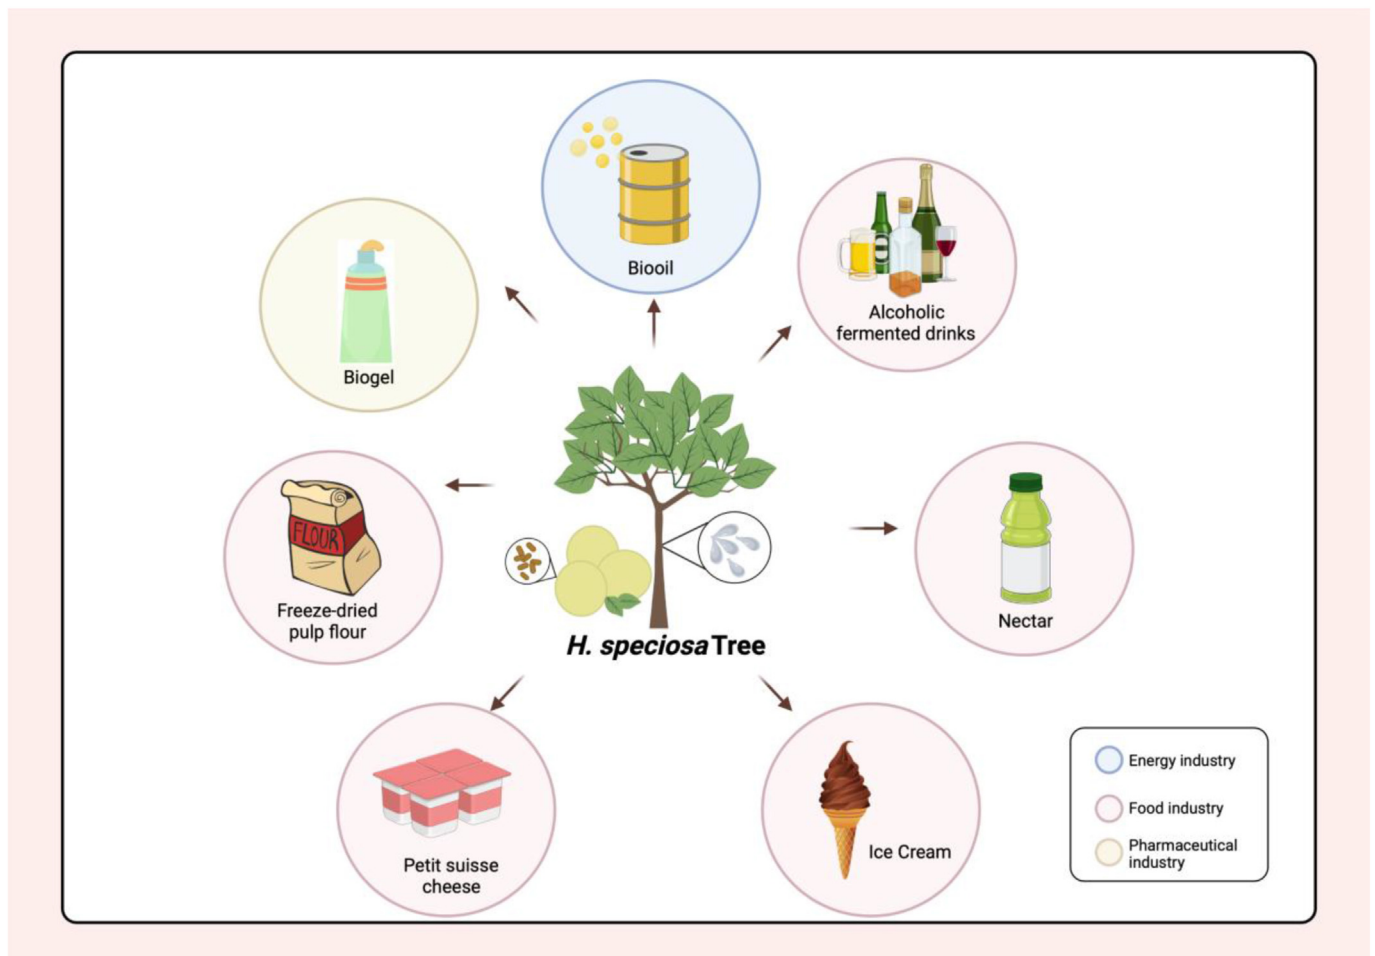 Biooil
Alcoholic
fermented drinks
Biogel
FLOUR
Freeze-dried
pulp flour
Nectar
H. speciosa Tree
Petit suisse
cheese
Ice Cream
Energy industry
Food industry
Pharmaceutical
industry